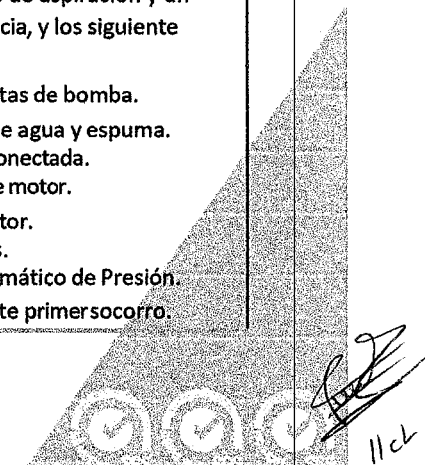 de aspiración y un
cia, y los siguiente
tas de bomba.
e agua y espuma.
onectada.
e motor.
tor.
s.
mático de Presión.
te primersocorro.